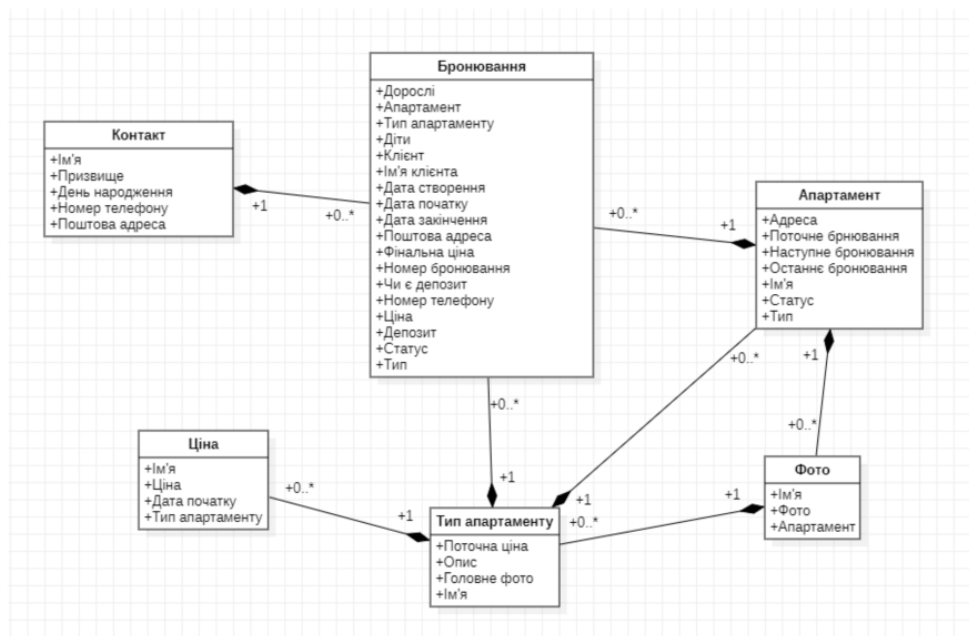 Бронювання
+Дорослі
+Апартамент
+Тип апартаменту
+Діти
+Клієнт
+Ім'я клієнта
+Дата створення
+Дата початку
+Дата закінчення
+Поштова адреса
+Фінальна ціна
+Номер бронювання
+Чи є депозит
+Номер телефону
+Ціна
+Депозит
+Статус
+Тип
Контакт
+Ім'я
+Призвище
+День народження
+Номер телефону
+Поштова адреса
+1
+0..*
Апартамент
+Адреса
+Поточне брнювання
+Наступне бронювання
+Останнє бронювання
+Ім'я
+Статус
+Тип
+0..*
+1
+0..*
+1
+0..*
+1
+0..*
+1
Ціна
+Ім'я
+Ціна
+Дата початку
+Тип апартаменту
+0..*
+1
Тип апартаменту
+Поточна ціна
+Опис
+Головне фото
+Ім'я
+0..*
+1
Фото
+Ім'я
+Фото
+Апартамент